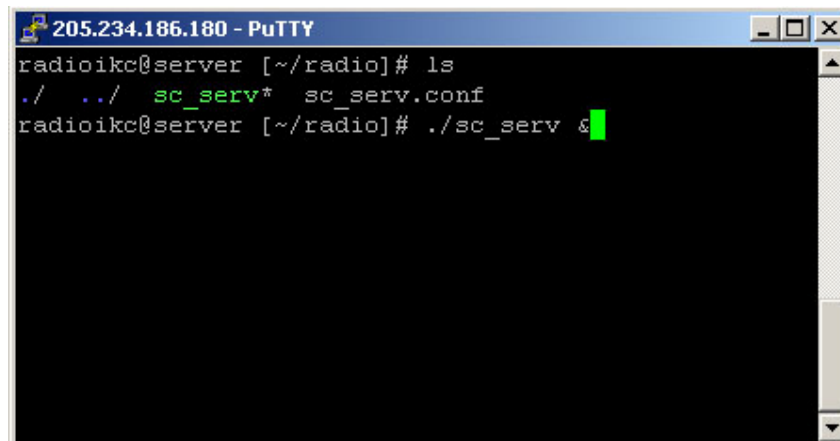 205.234.186.180 - PuTTY
radioikc@server [~/radio]# ls
./ ../ sc_serv* sc_serv.conf
radioikc@server [~/radio]# ./sc_serv &